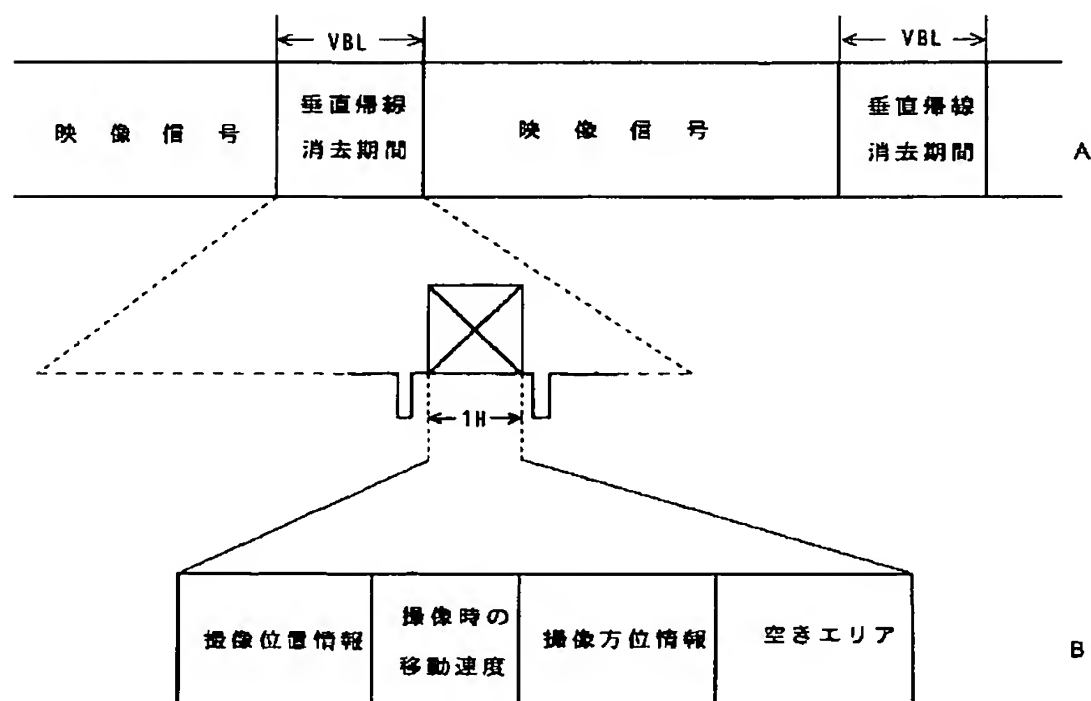 VBL VBL
映像信号 垂直帰線 映像信号 垂直帰線
消去期間 消去期間
A
1H
撮像位置情報 撮像時の 撮像方位情報 空きエリア
移動速度
B